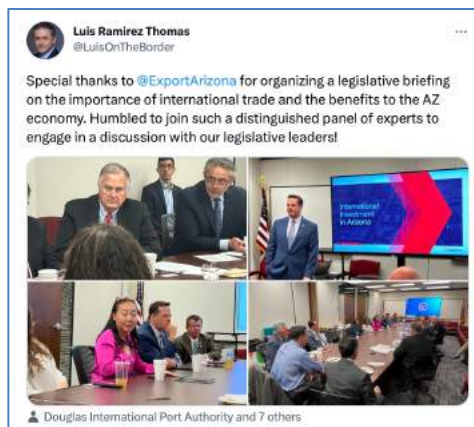 Luis Ramirez Thomas
@LuisOnTheBorder
Special thanks to @ExportArizona for organizing a legislative briefing
on the importance of international trade and the benefits to the AZ
economy. Humbled to join such a distinguished panel of experts to
engage in a discussion with our legislative leaders!
International
Investment
in Arizona
Douglas International Port Authority and 7 others